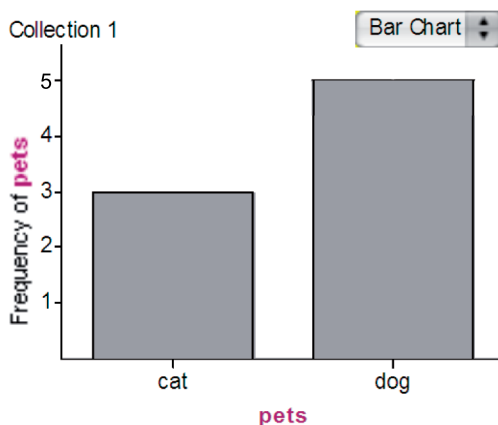 Collection 1
Bar Chart
Frequency of pets
5
4
3
2
1
cat
dog
pets